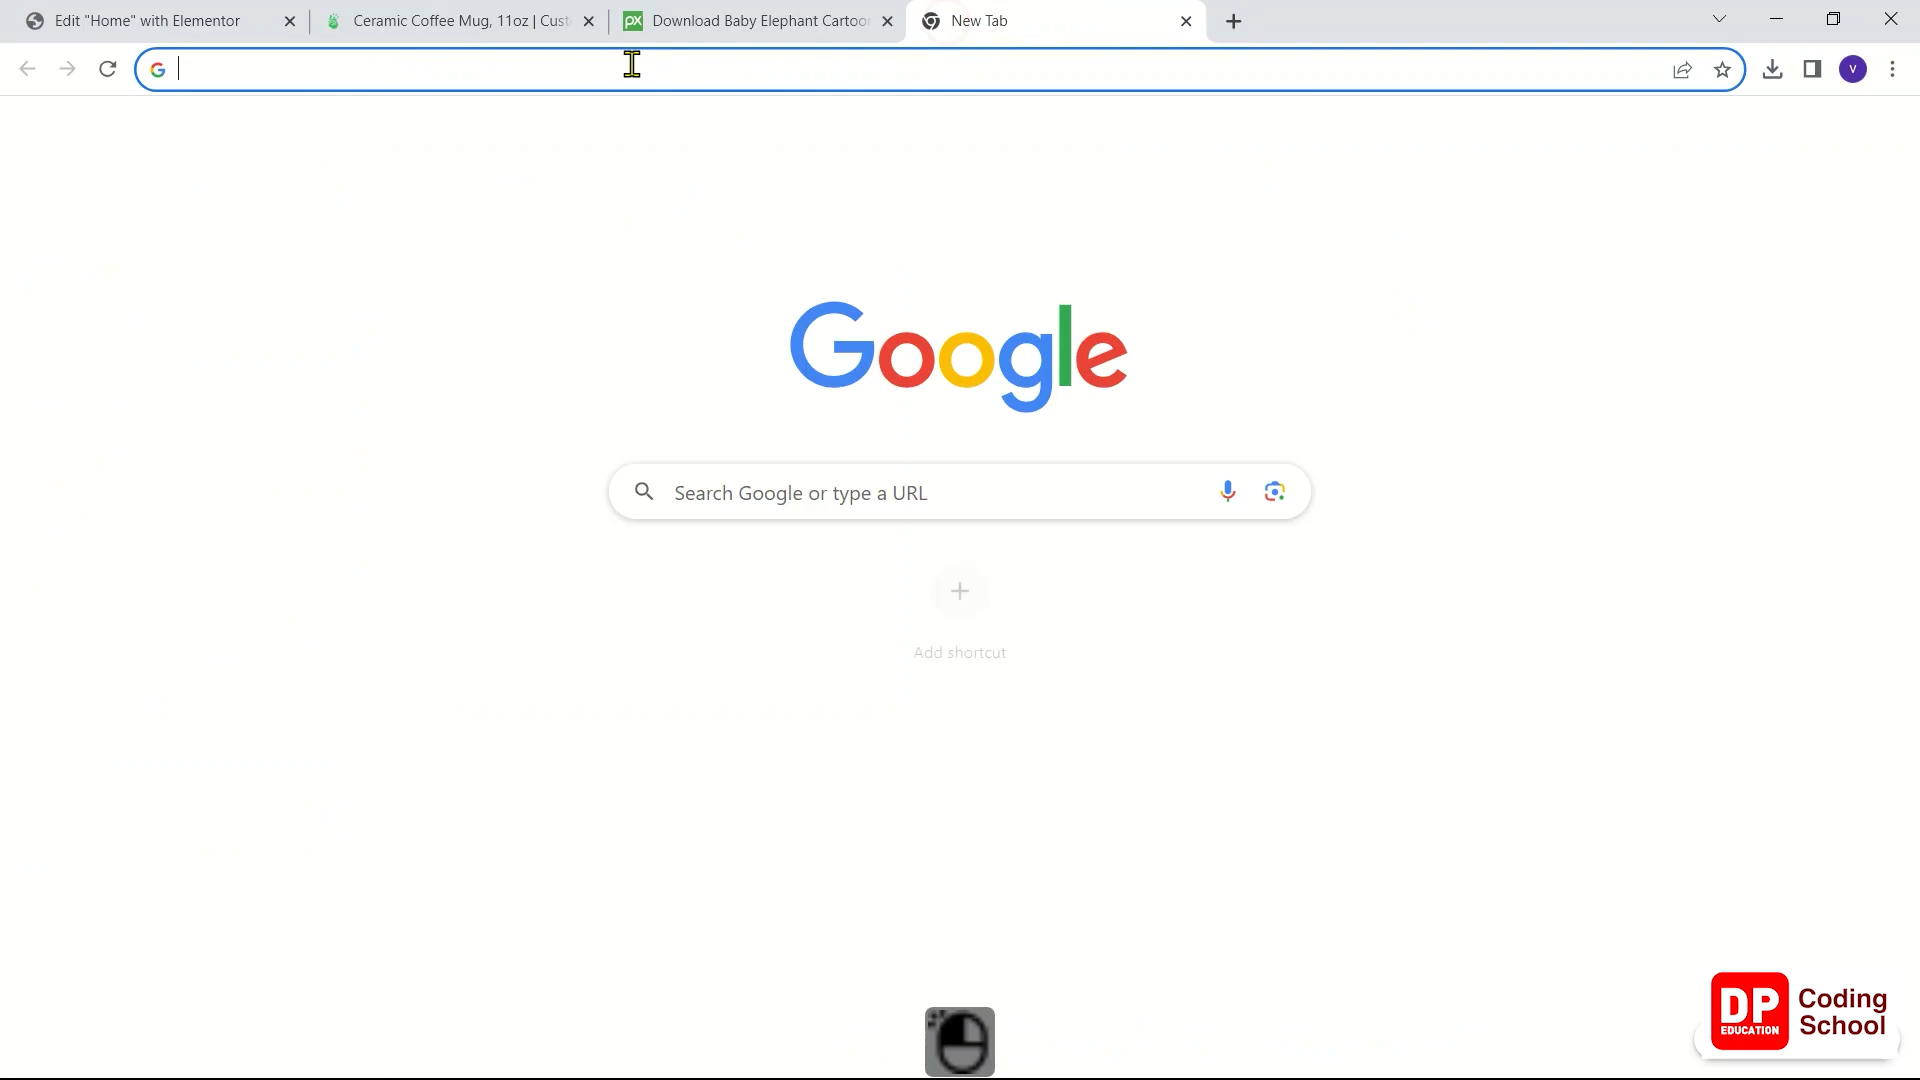 Edit "Home" with Elementor
Ceramic Coffee Mug, 11oz | Cust
Download Baby Elephant Cartoon
New Tab
V
Google
Search Google or type a URL
Add shortcut
DP
EDUCATION
Coding
School